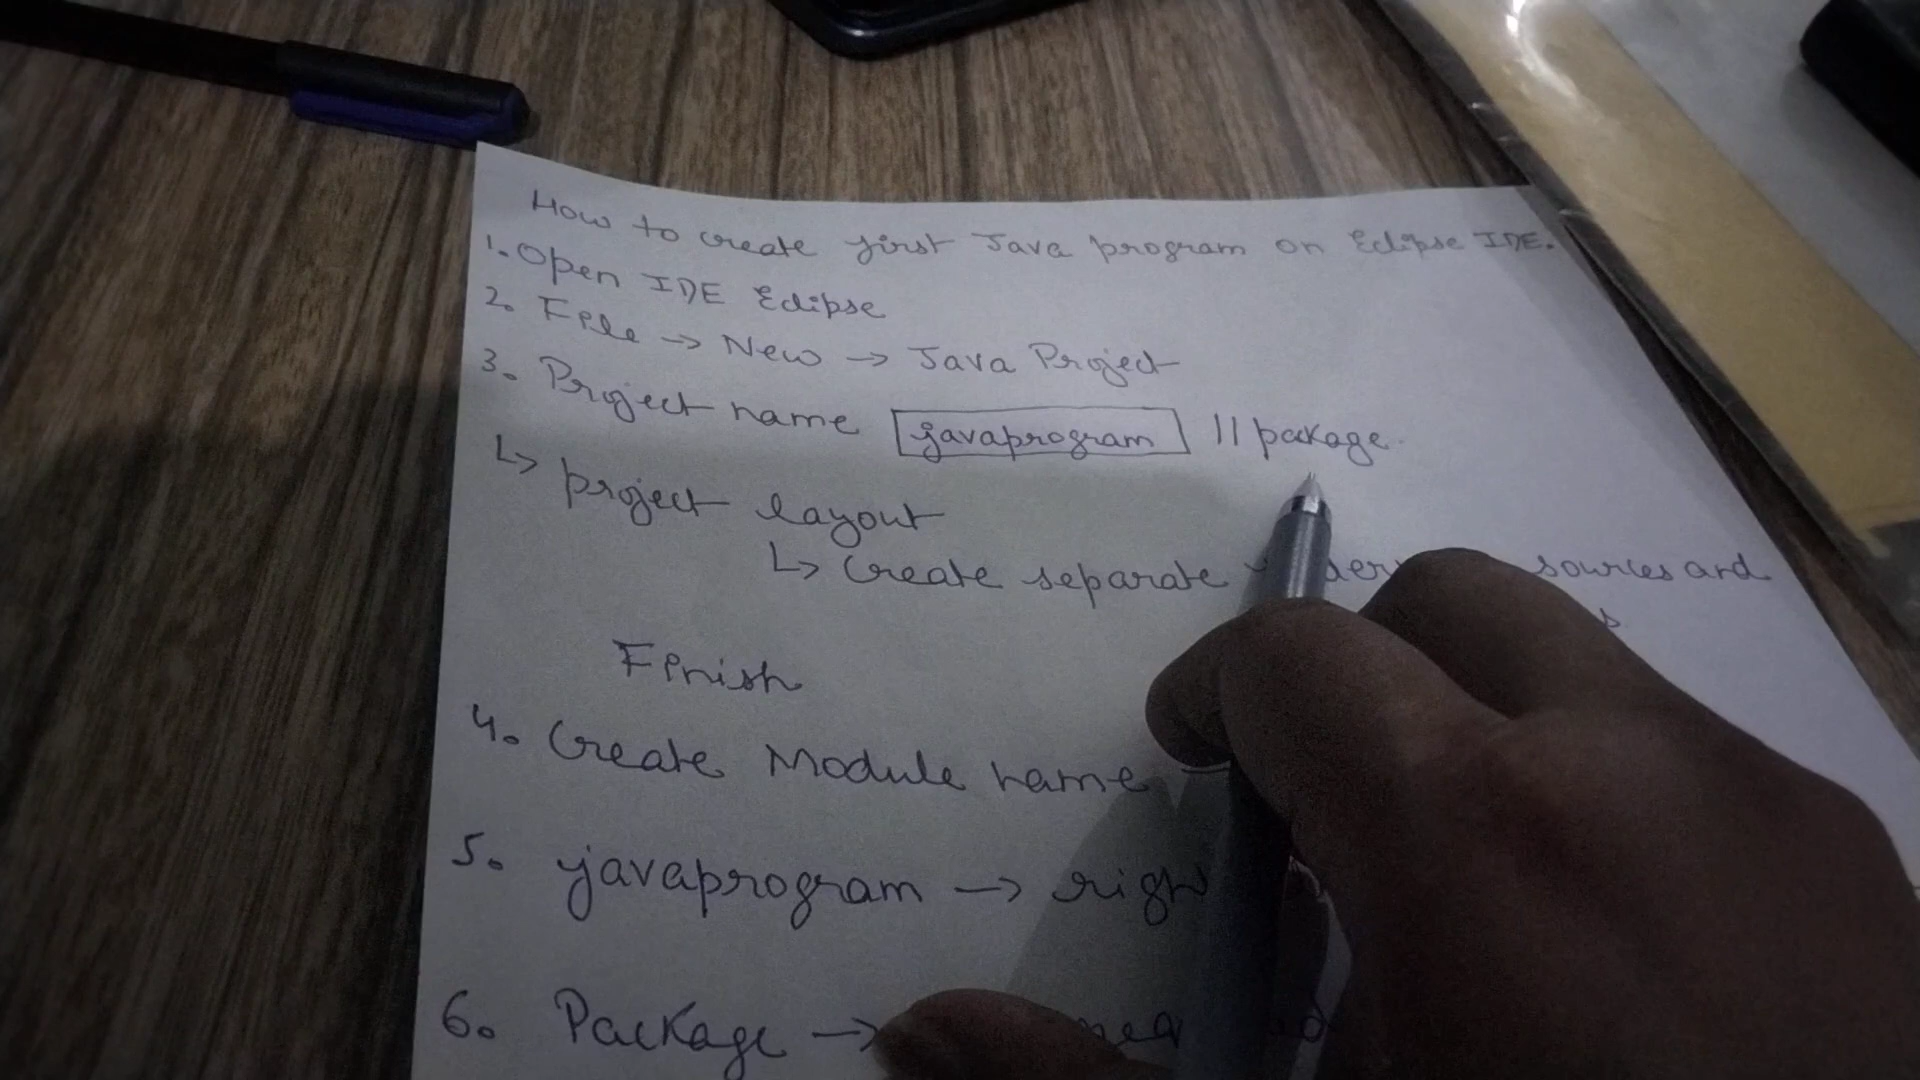 How to create first Java program on Eclipse IDE.
1. Open IDE Eclipse
2. File → New → Java Project
3. Project name javaprogram // package
↳ project layout
↳ Create separate sources and
Finish
4. Create Module name
5. javaprogram →
6. Package →